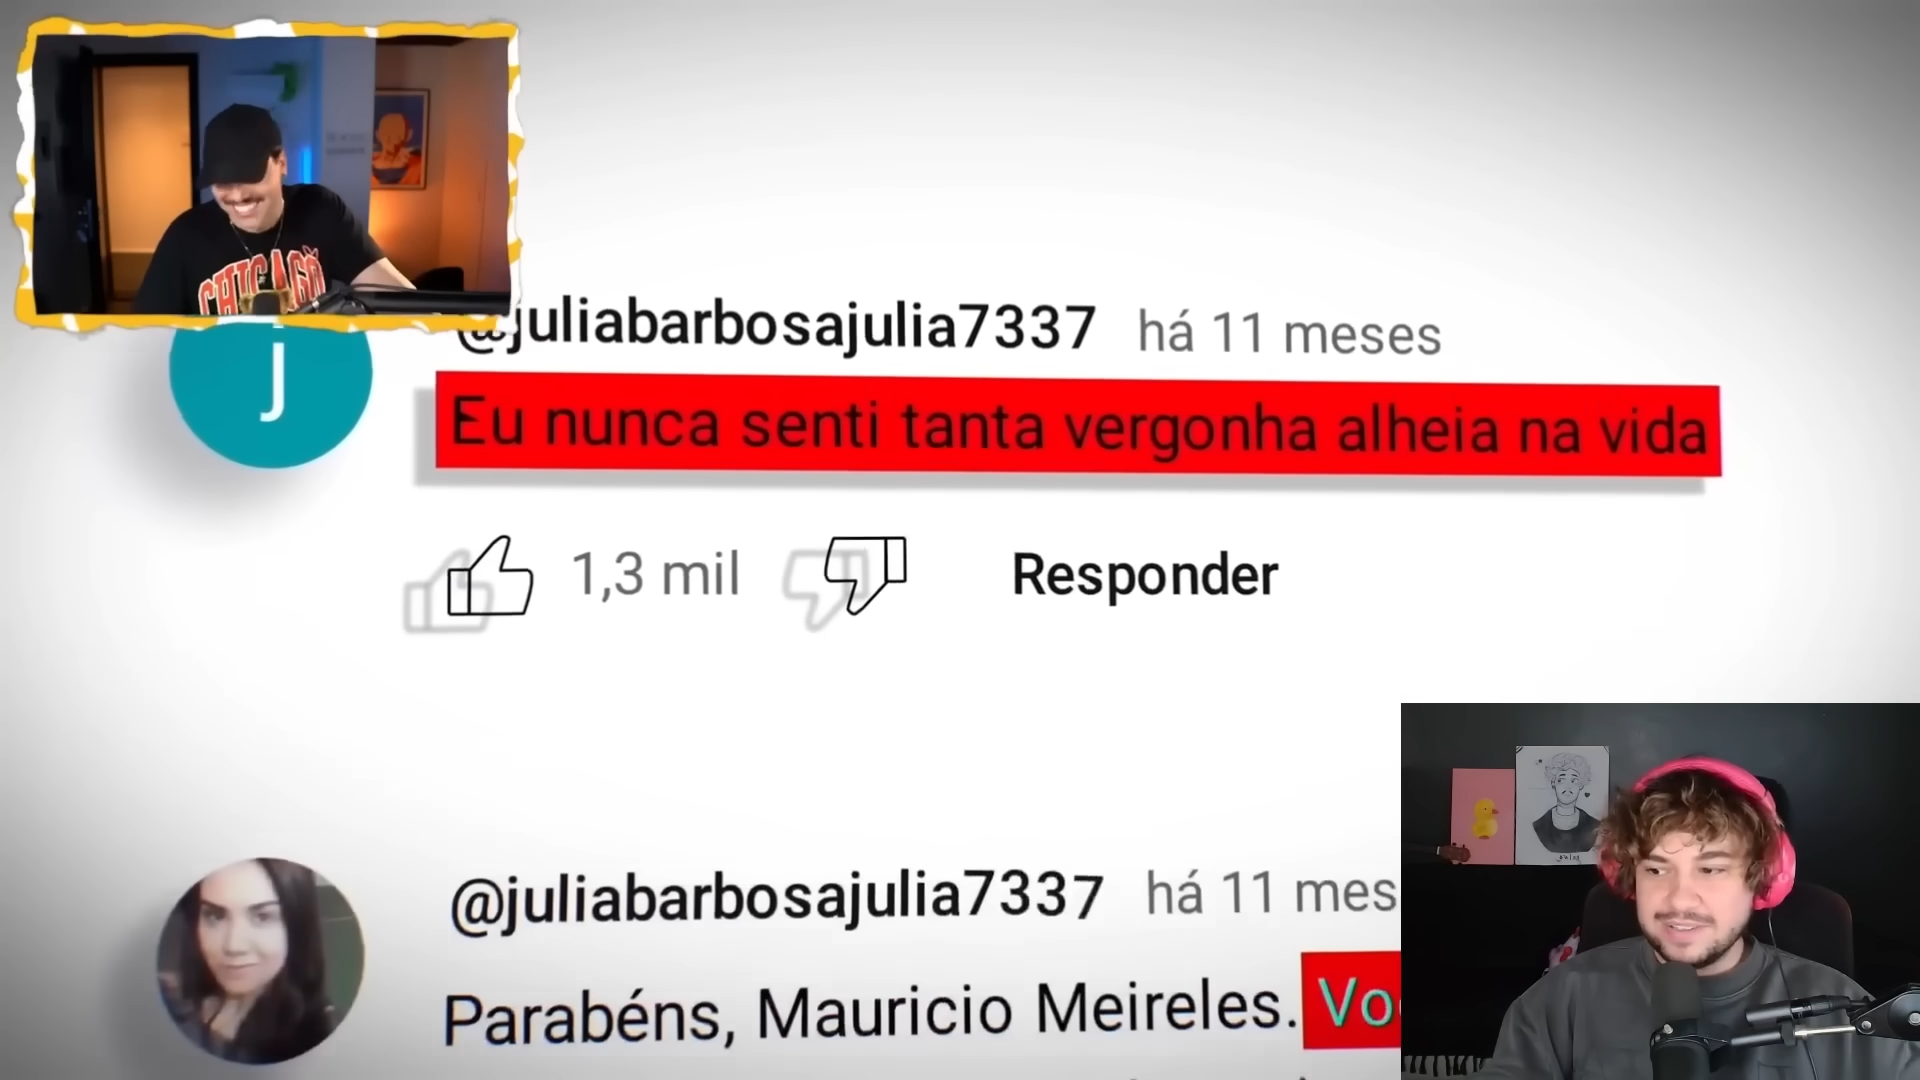 CHICAGO
j
@juliabarbosajulia7337 há 11 meses
Eu nunca senti tanta vergonha alheia na vida
1,3 mil Responder
@juliabarbosajulia7337 há 11 mes
Parabéns, Mauricio Meireles. Vo